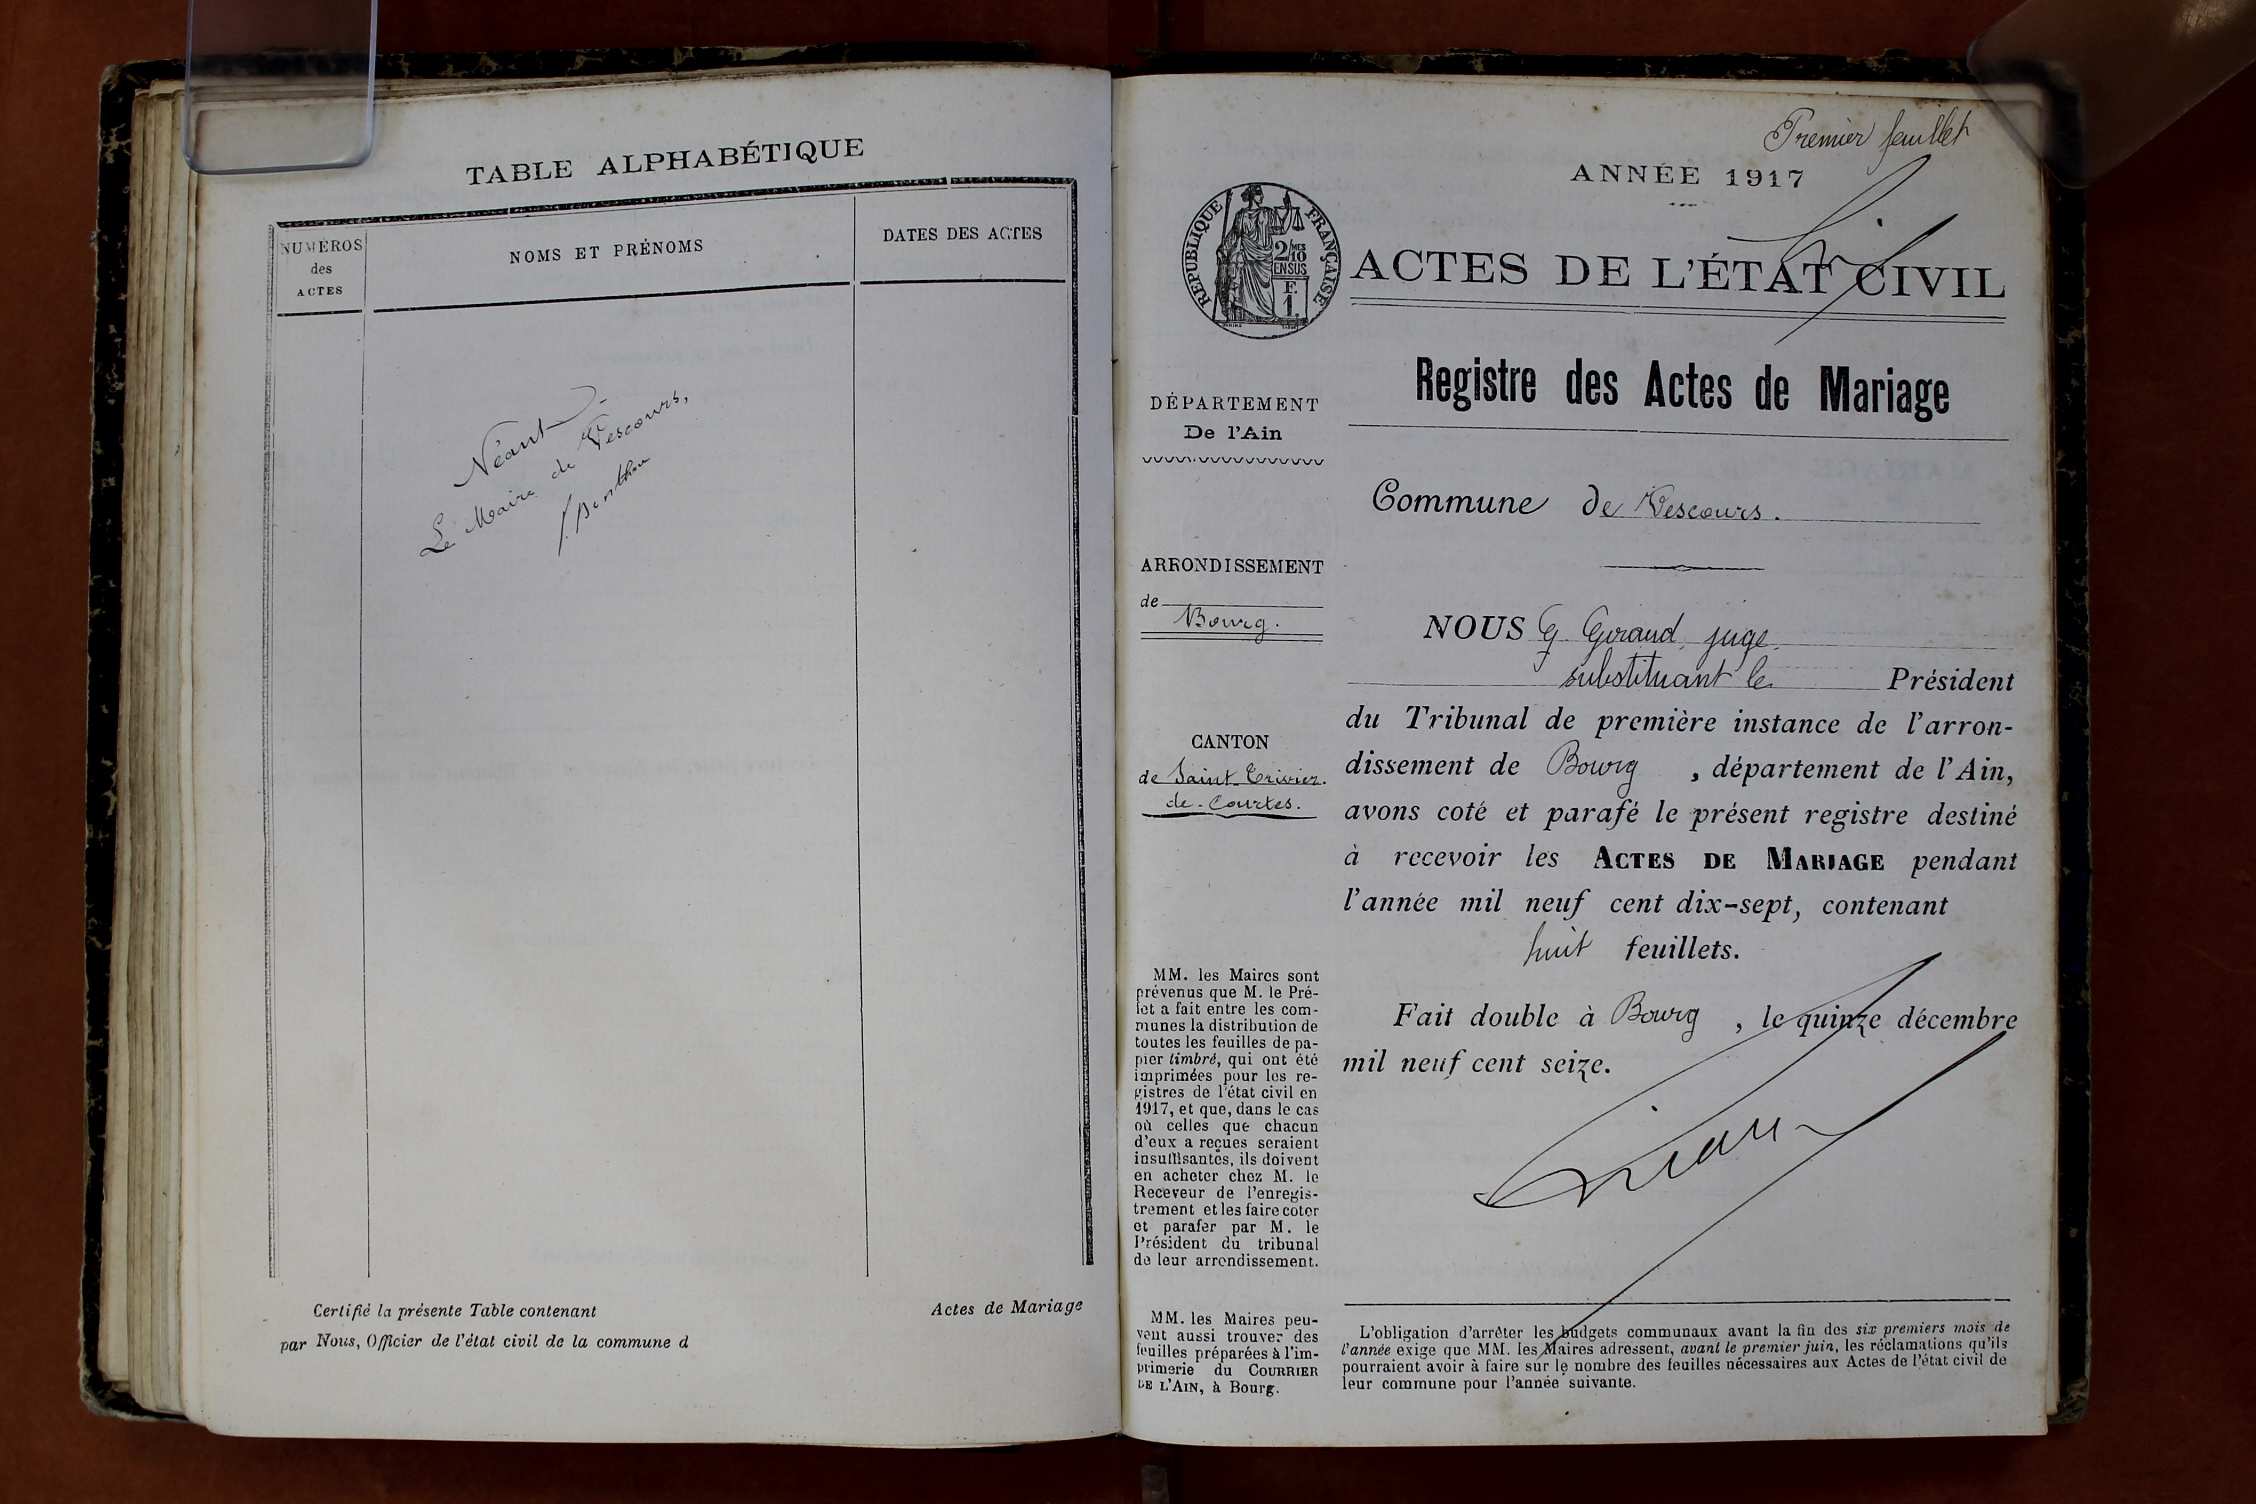 TABLE ALPHABÉTIQUE
NUMÉROS
des
ACTES
NOMS ET PRÉNOMS
DATES DES ACTES
Néant
Le Maire de Vescours,
Certifié la présente Table contenant
Actes de Mariage
par Nous, Officier de l'état civil de la commune d
Premier feuillet
ANNÉE 1917
RÉPUBLIQUE FRANÇAISE
2/10 MES
EN SUS
F.
1.
ACTES DE L'ÉTAT CIVIL
Registre des Actes de Mariage
DÉPARTEMENT
De l'Ain
ARRONDISSEMENT
de
Bourg.
CANTON
de Saint-Trivier-
de-Courtes.
MM. les Maires sont
prévenus que M. le Pré-
fet a fait entre les com-
munes la distribution de
toutes les feuilles de pa-
pier timbré, qui ont été
imprimées pour les re-
gistres de l'état civil en
1917, et que, dans le cas
où celles que chacun
d'eux a reçues seraient
insuffisantes, ils doivent
en acheter chez M. le
Receveur de l'enregis-
trement et les faire coter
et parafer par M. le
Président du tribunal
de leur arrondissement.
MM. les Maires peu-
vent aussi trouver des
feuilles préparées à l'im-
primerie du COURRIER
DE L'AIN, à Bourg.
Commune de Vescours.
NOUS G. Giraud, juge
substituant le Président
du Tribunal de première instance de l'arron-
dissement de Bourg , département de l'Ain,
avons coté et parafé le présent registre destiné
à recevoir les ACTES DE MARIAGE pendant
l'année mil neuf cent dix-sept, contenant
huit feuillets.
Fait double à Bourg , le quinze décembre
mil neuf cent seize.
L'obligation d'arrêter les budgets communaux avant la fin des six premiers mois de
l'année exige que MM. les Maires adressent, avant le premier juin, les réclamations qu'ils
pourraient avoir à faire sur le nombre des feuilles nécessaires aux Actes de l'état civil de
leur commune pour l'année suivante.